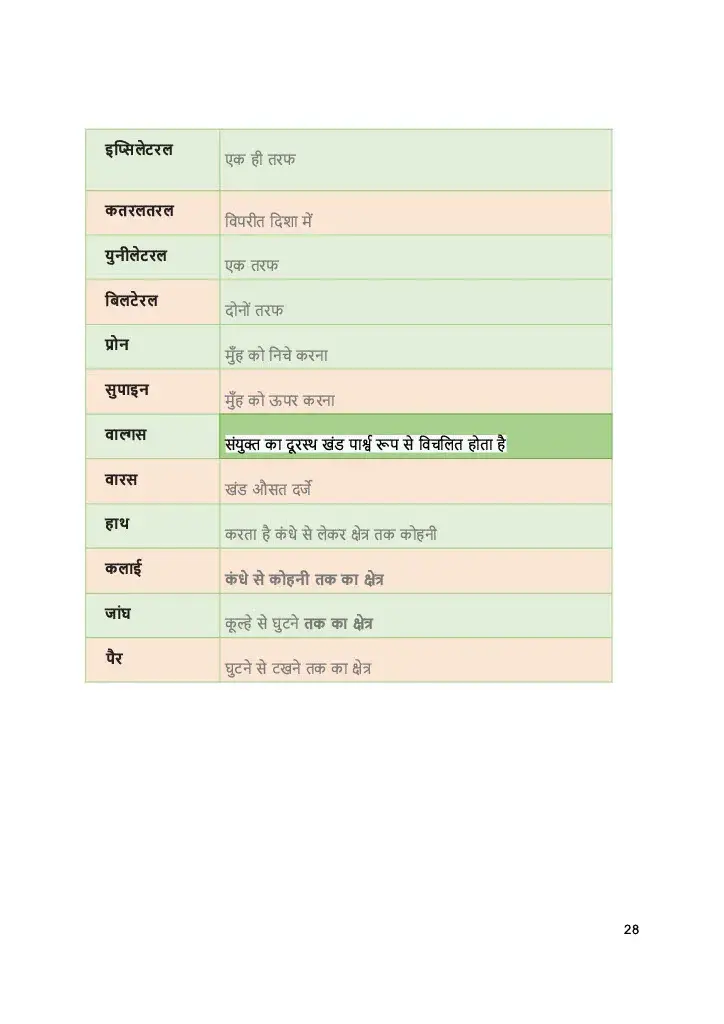 इप्सिलेटरल
एक ही तरफ
कतरलतरल
विपरीत दिशा में
युनीलेटरल
एक तरफ
बिलटेरल
दोनों तरफ
प्रोन
मुँह को निचे करना
सुपाइन
मुँह को ऊपर करना
वाल्गस
संयुक्त का दूरस्थ खंड पार्श्व रूप से विचलित होता है
वारस
खंड औसत दर्जे
हाथ
करता है कंधे से लेकर क्षेत्र तक कोहनी
कलाई
कंधे से कोहनी तक का क्षेत्र
जांघ
कूल्हे से घुटने तक का क्षेत्र
पैर
घुटने से टखने तक का क्षेत्र
28